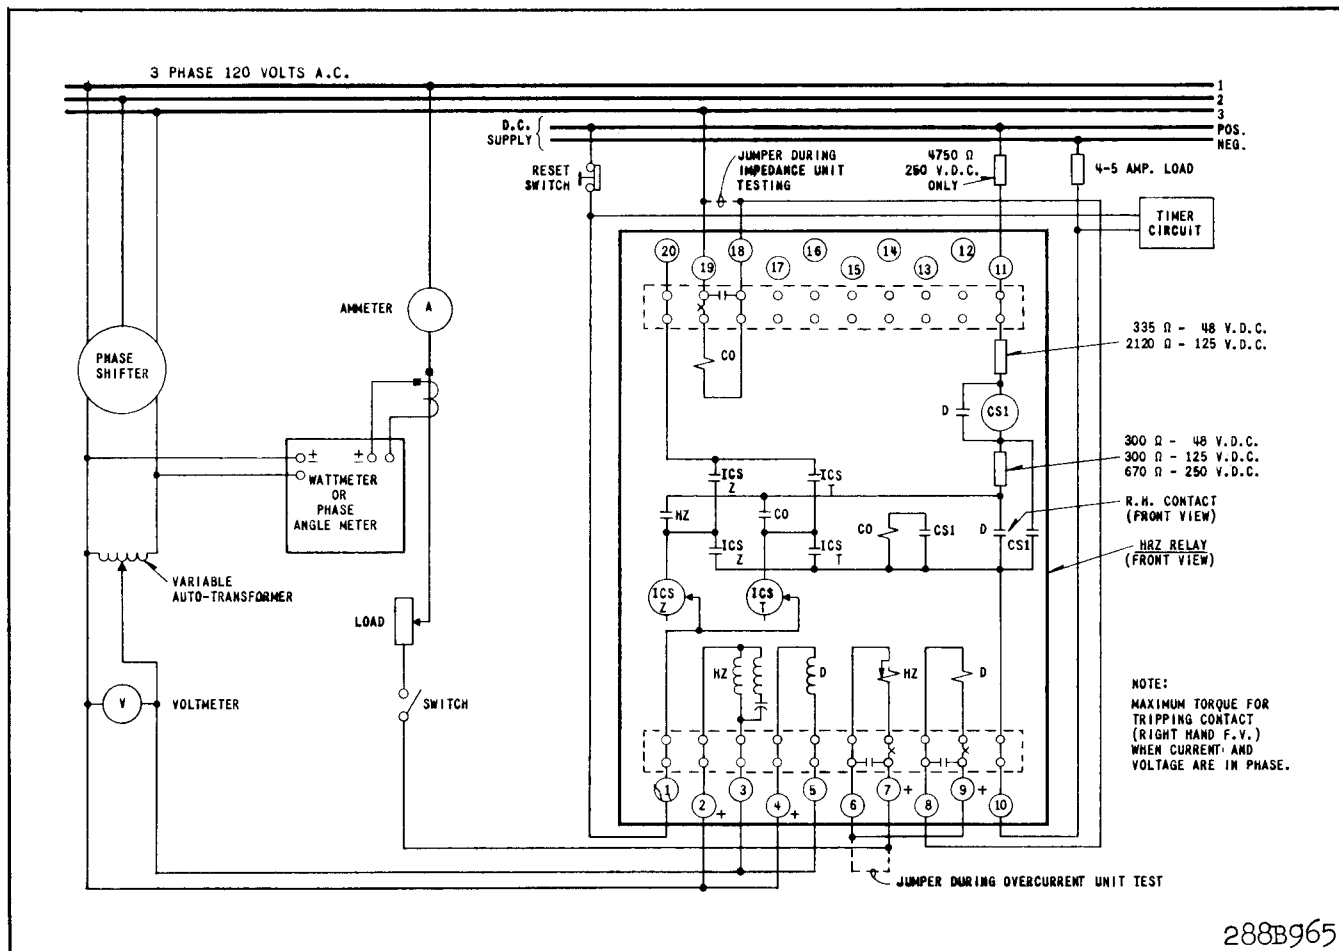 3 PHASE 120 VOLTS A.C.
1
2
3
D.C.
SUPPLY
POS.
NEG.
RESET
SWITCH
JUMPER DURING
IMPEDANCE UNIT
TESTING
4750 Ω
250 V.D.C.
ONLY
4-5 AMP. LOAD
TIMER
CIRCUIT
20
19
18
17
16
15
14
13
12
11
AMMETER
A
PHASE
SHIFTER
CO
335 Ω - 48 V.D.C.
2120 Ω - 125 V.D.C.
D
CS1
± ±
WATTMETER
OR
PHASE
ANGLE METER
300 Ω - 48 V.D.C.
300 Ω - 125 V.D.C.
670 Ω - 250 V.D.C.
ICS
Z
ICS
T
HZ
CO
CO
CS1
D
CS1
R.H. CONTACT
(FRONT VIEW)
HRZ RELAY
(FRONT VIEW)
ICS
Z
ICS
T
VARIABLE
AUTO-TRANSFORMER
ICS
Z
ICS
T
LOAD
HZ
D
HZ
D
V
VOLTMETER
SWITCH
NOTE:
MAXIMUM TORQUE FOR
TRIPPING CONTACT
(RIGHT HAND F.V.)
WHEN CURRENT AND
VOLTAGE ARE IN PHASE.
1
2 +
3
4 +
5
6
7 +
8
9 +
10
JUMPER DURING OVERCURRENT UNIT TEST
288B965